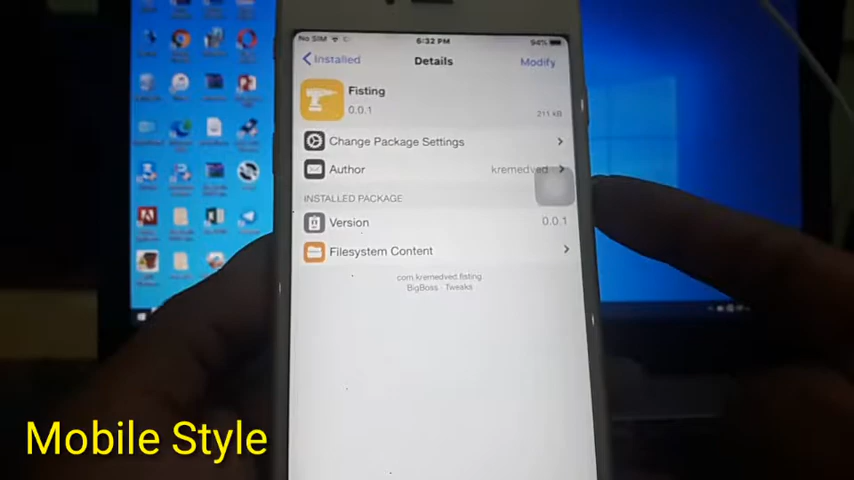 No SIM
6:32 PM
94%
Installed
Details
Modify
Fisting
0.0.1
211 kB
Change Package Settings
Author
kremedved
INSTALLED PACKAGE
Version
0.0.1
Filesystem Content
com.kremedved.fisting
BigBoss Tweaks
Mobile Style